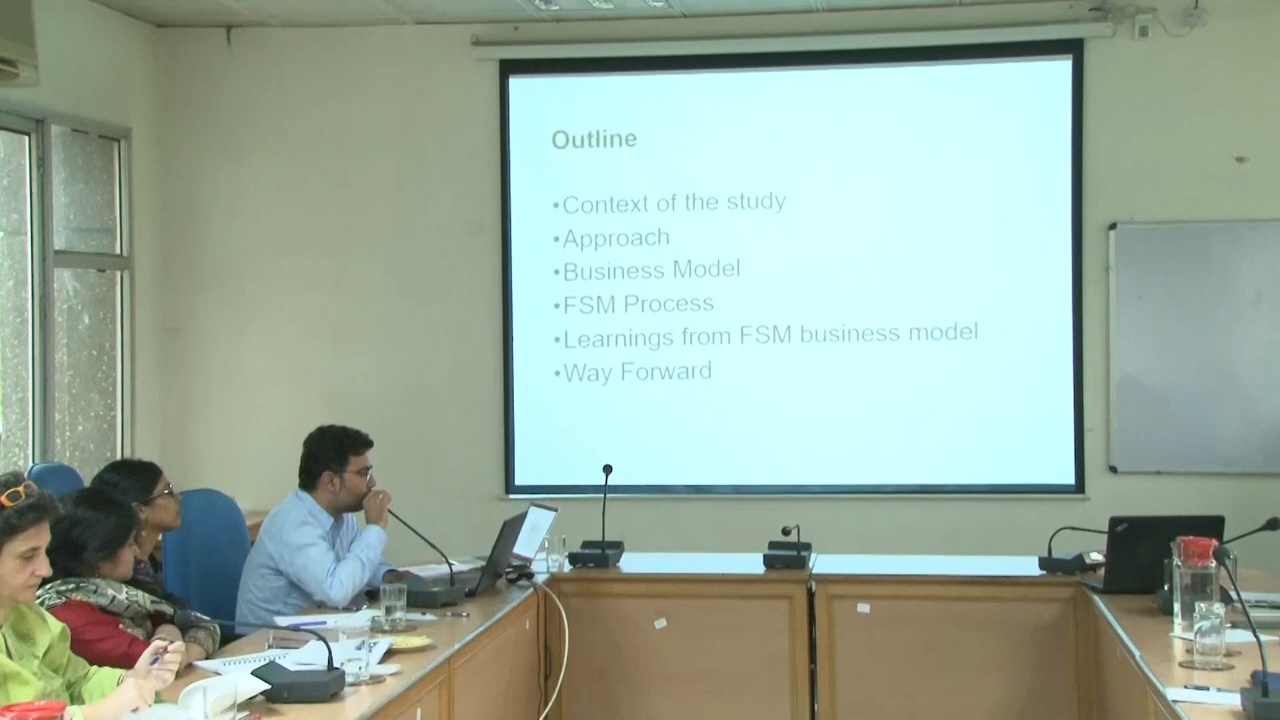 Outline
•Context of the study
•Approach
•Business Model
•FSM Process
•Learnings from FSM business model
•Way Forward